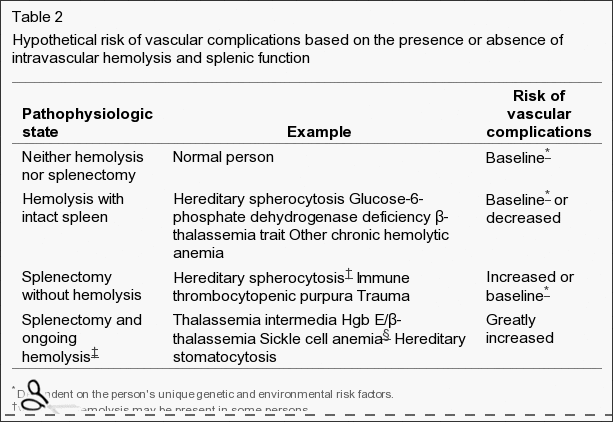 Table 2
Hypothetical risk of vascular complications based on the presence or absence of
intravascular hemolysis and splenic function
Pathophysiologic
state
Example
Risk of
vascular
complications
Neither hemolysis
nor splenectomy
Normal person
Baseline*
Hemolysis with
intact spleen
Hereditary spherocytosis Glucose-6-
phosphate dehydrogenase deficiency β-
thalassemia trait Other chronic hemolytic
anemia
Baseline* or
decreased
Splenectomy
without hemolysis
Hereditary spherocytosis† Immune
thrombocytopenic purpura Trauma
Increased or
baseline*
Splenectomy and
ongoing
hemolysis‡
Thalassemia intermedia Hgb E/β-
thalassemia Sickle cell anemia§ Hereditary
stomatocytosis
Greatly
increased
* on the person's unique genetic and environmental risk factors.
† may be present in some persons